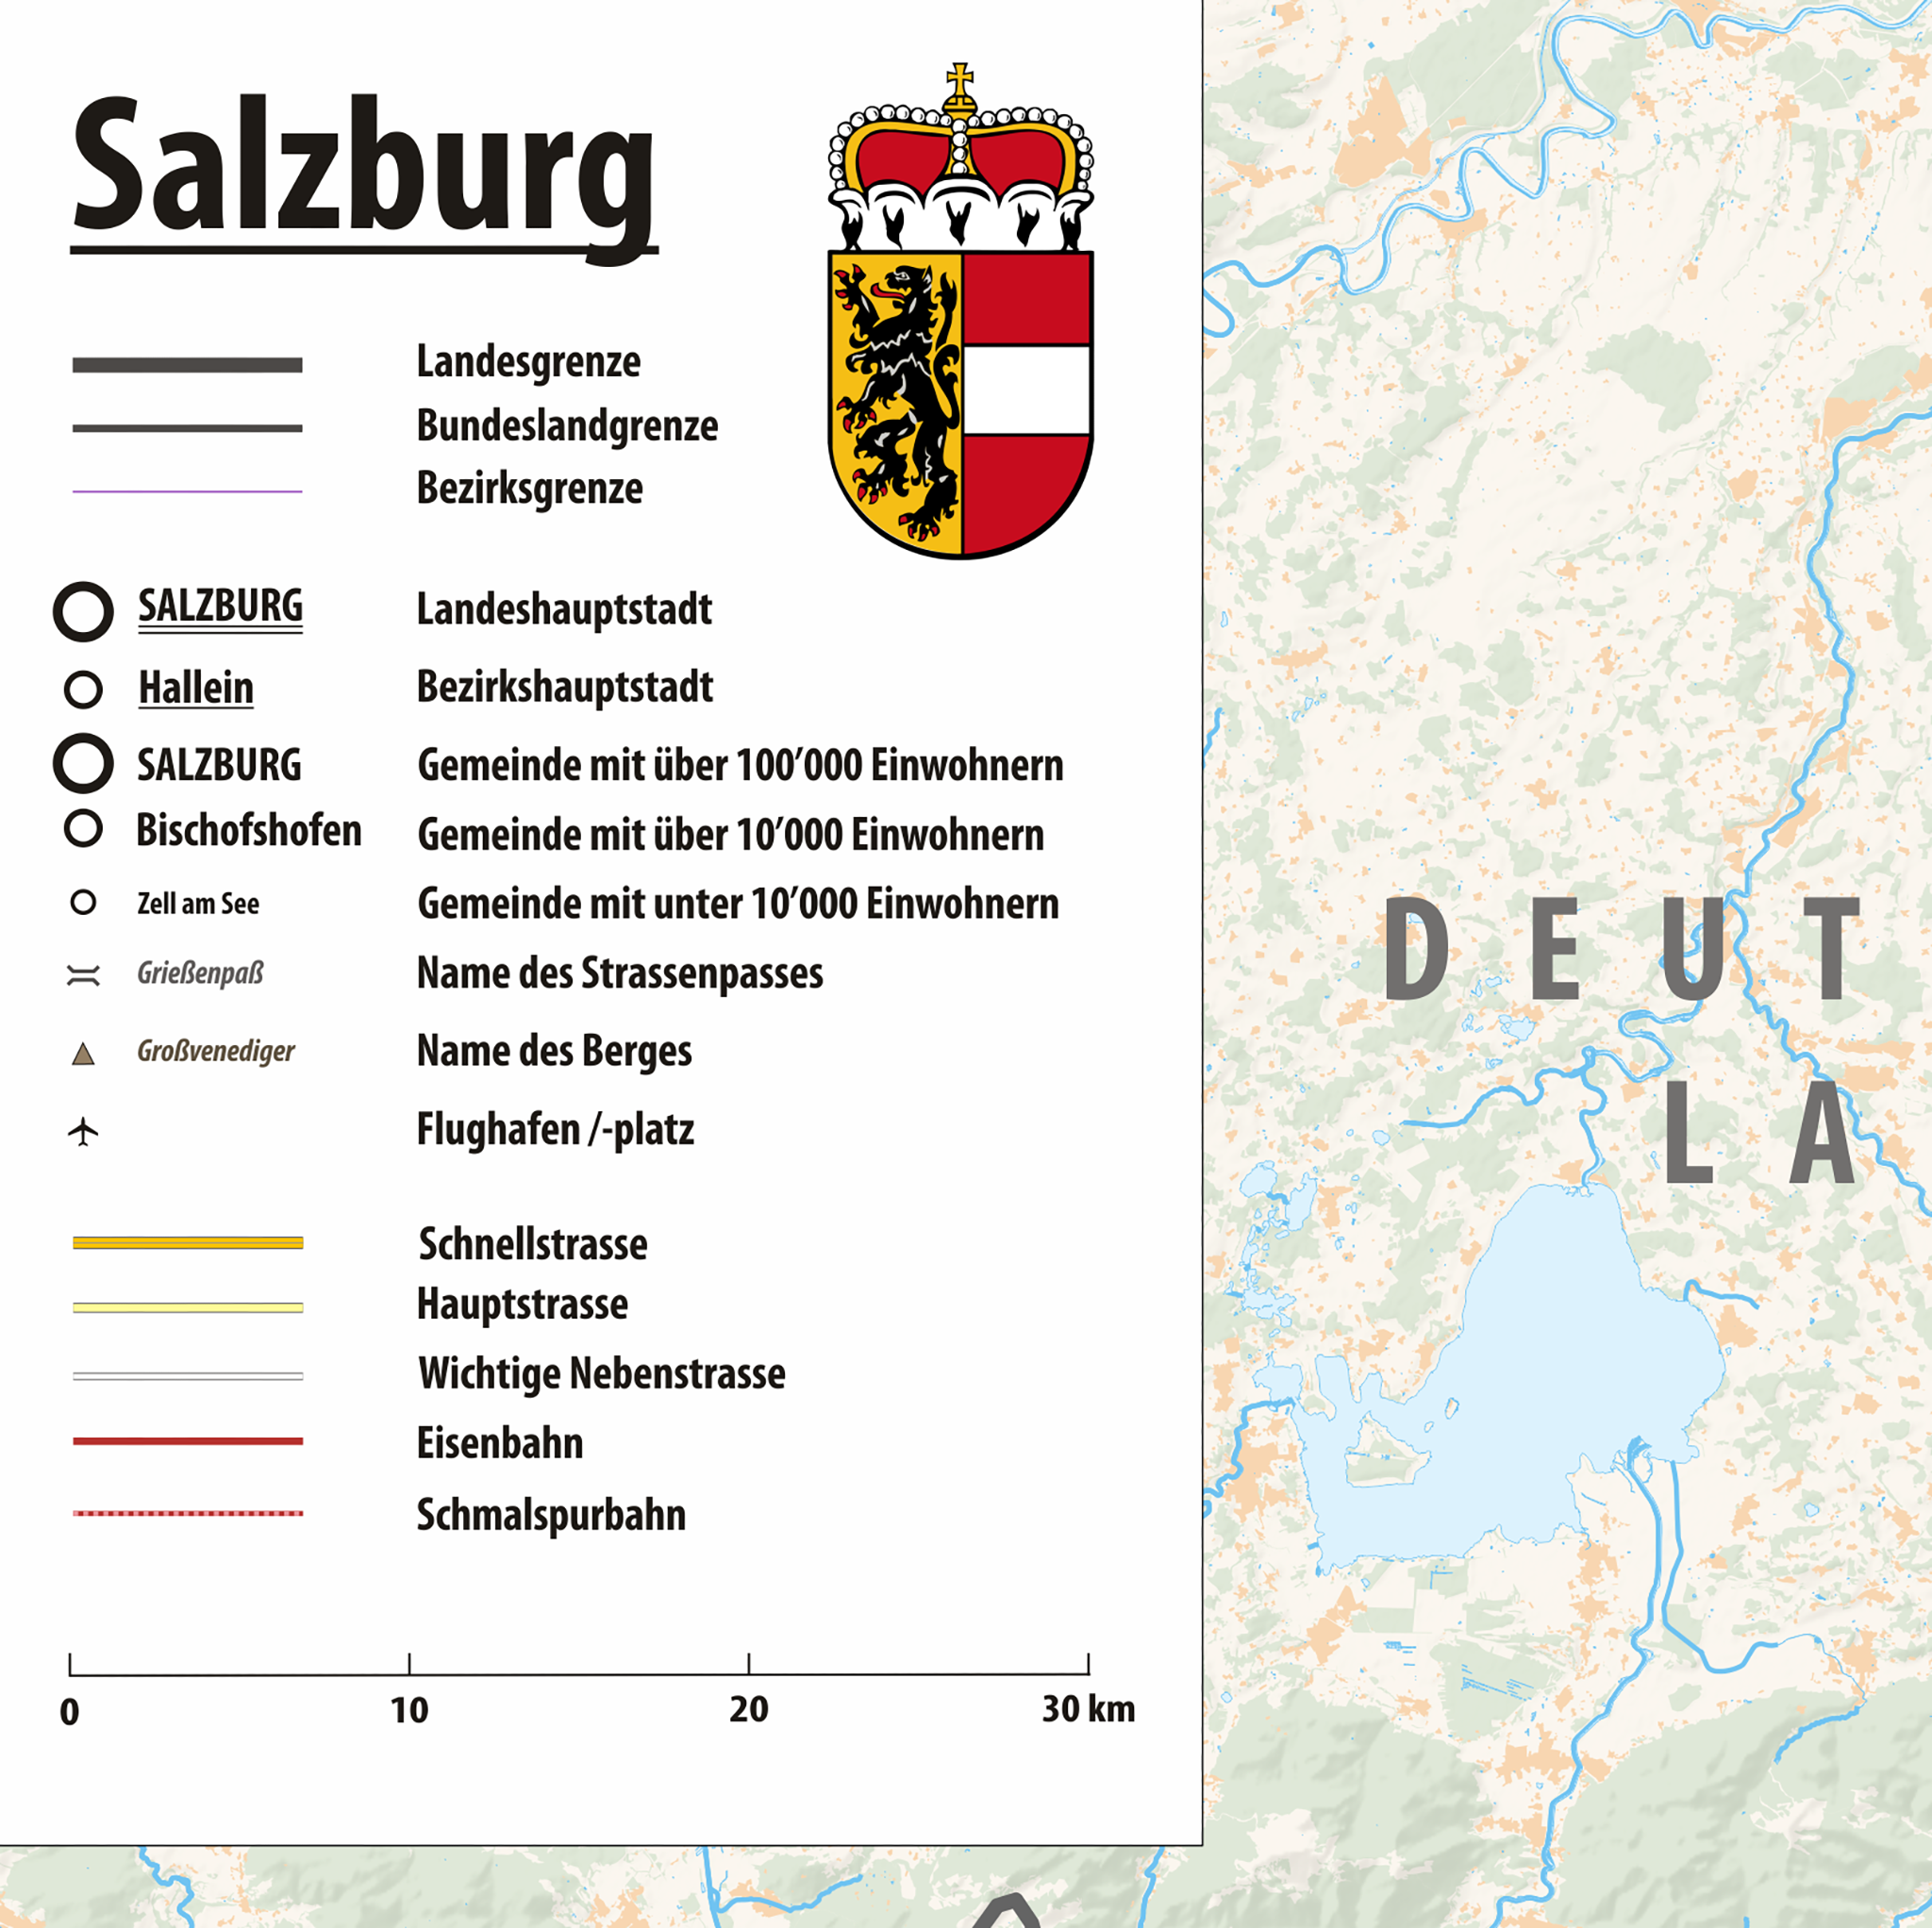 Salzburg
Landesgrenze
Bundeslandgrenze
Bezirksgrenze
SALZBURG Landeshauptstadt
Hallein Bezirkshauptstadt
SALZBURG Gemeinde mit über 100’000 Einwohnern
Bischofshofen Gemeinde mit über 10’000 Einwohnern
Zell am See Gemeinde mit unter 10’000 Einwohnern
Grießenpaß Name des Strassenpasses
Großvenediger Name des Berges
Flughafen /-platz
Schnellstrasse
Hauptstrasse
Wichtige Nebenstrasse
Eisenbahn
Schmalspurbahn
0 10 20 30 km
DEUT
LA